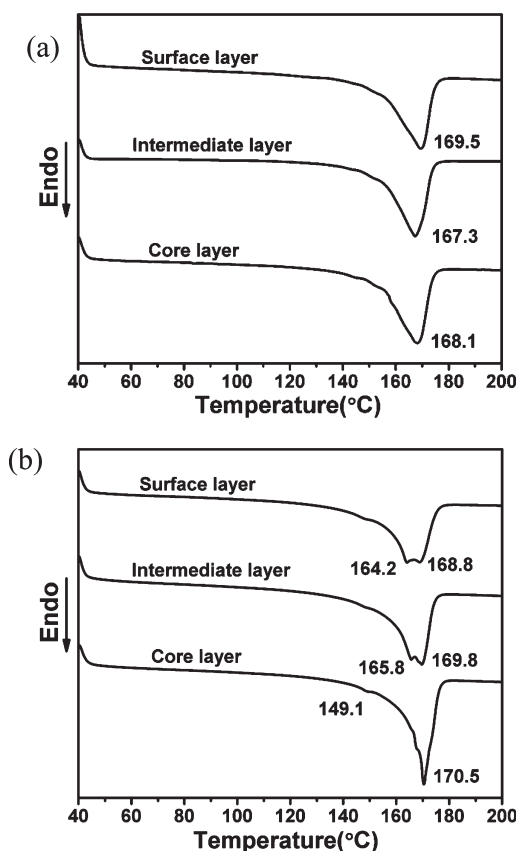 (a)
Surface layer
169.5
Intermediate layer
167.3
Core layer
168.1
Endo
40 60 80 100 120 140 160 180 200
Temperature(°C)
(b)
Surface layer
164.2 168.8
Intermediate layer
165.8 169.8
Core layer
149.1
170.5
Endo
40 60 80 100 120 140 160 180 200
Temperature(°C)